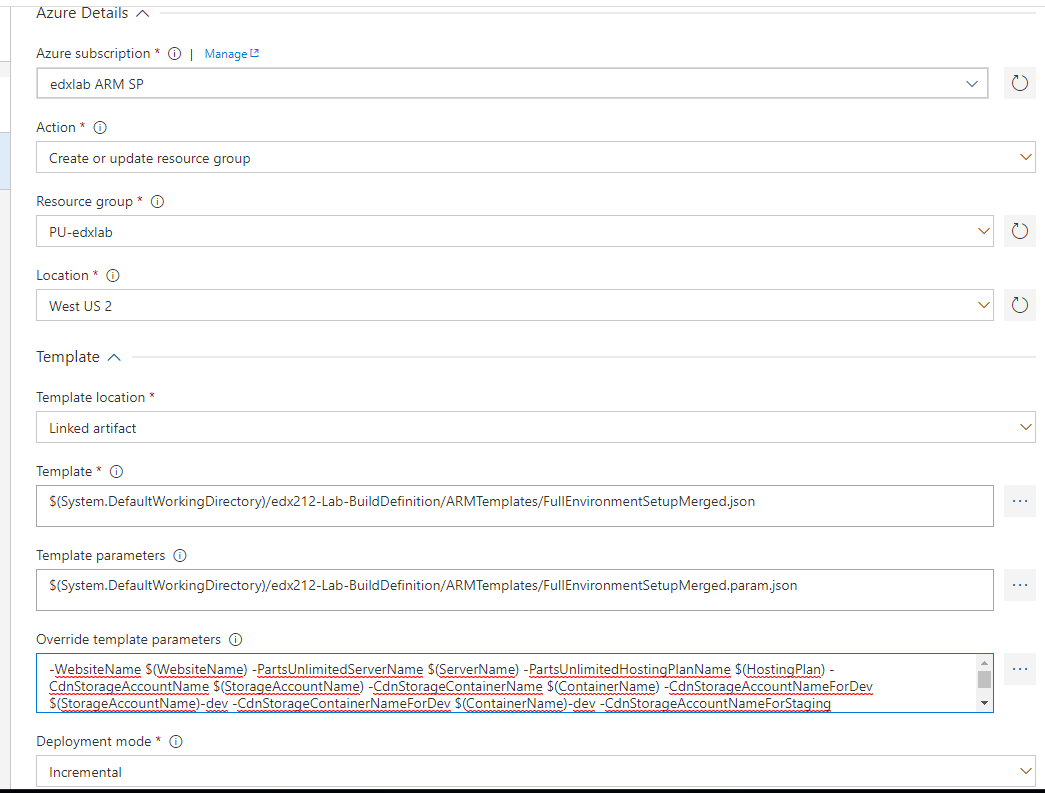 Azure Details
Azure subscription * | Manage
edxlab ARM SP
Action *
Create or update resource group
Resource group *
PU-edxlab
Location *
West US 2
Template
Template location *
Linked artifact
Template *
$(System.DefaultWorkingDirectory)/edx212-Lab-BuildDefinition/ARMTemplates/FullEnvironmentSetupMerged.json
Template parameters
$(System.DefaultWorkingDirectory)/edx212-Lab-BuildDefinition/ARMTemplates/FullEnvironmentSetupMerged.param.json
Override template parameters
-WebsiteName $(WebsiteName) -PartsUnlimitedServerName $(ServerName) -PartsUnlimitedHostingPlanName $(HostingPlan) -
CdnStorageAccountName $(StorageAccountName) -CdnStorageContainerName $(ContainerName) -CdnStorageAccountNameForDev
$(StorageAccountName)-dev -CdnStorageContainerNameForDev $(ContainerName)-dev -CdnStorageAccountNameForStaging
Deployment mode *
Incremental